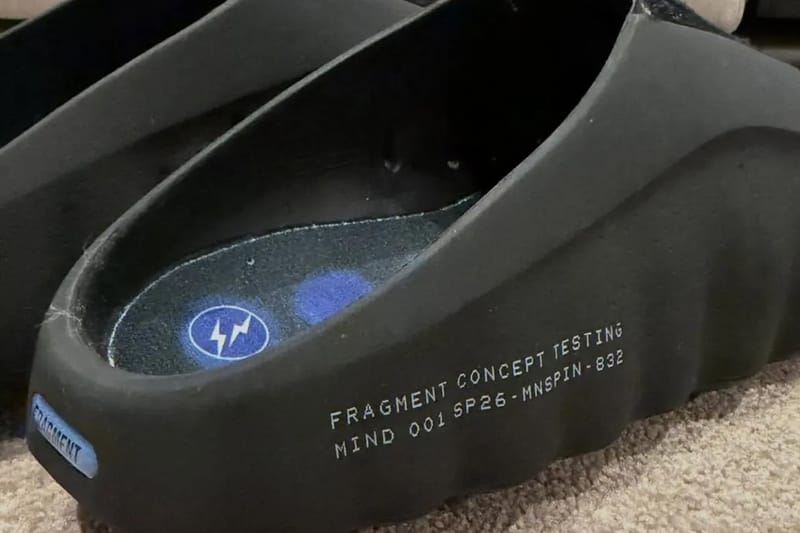 FRAGMENT CONCEPT TESTING
MIND 001 SP26-MNSPIN-832
FRAGMENT